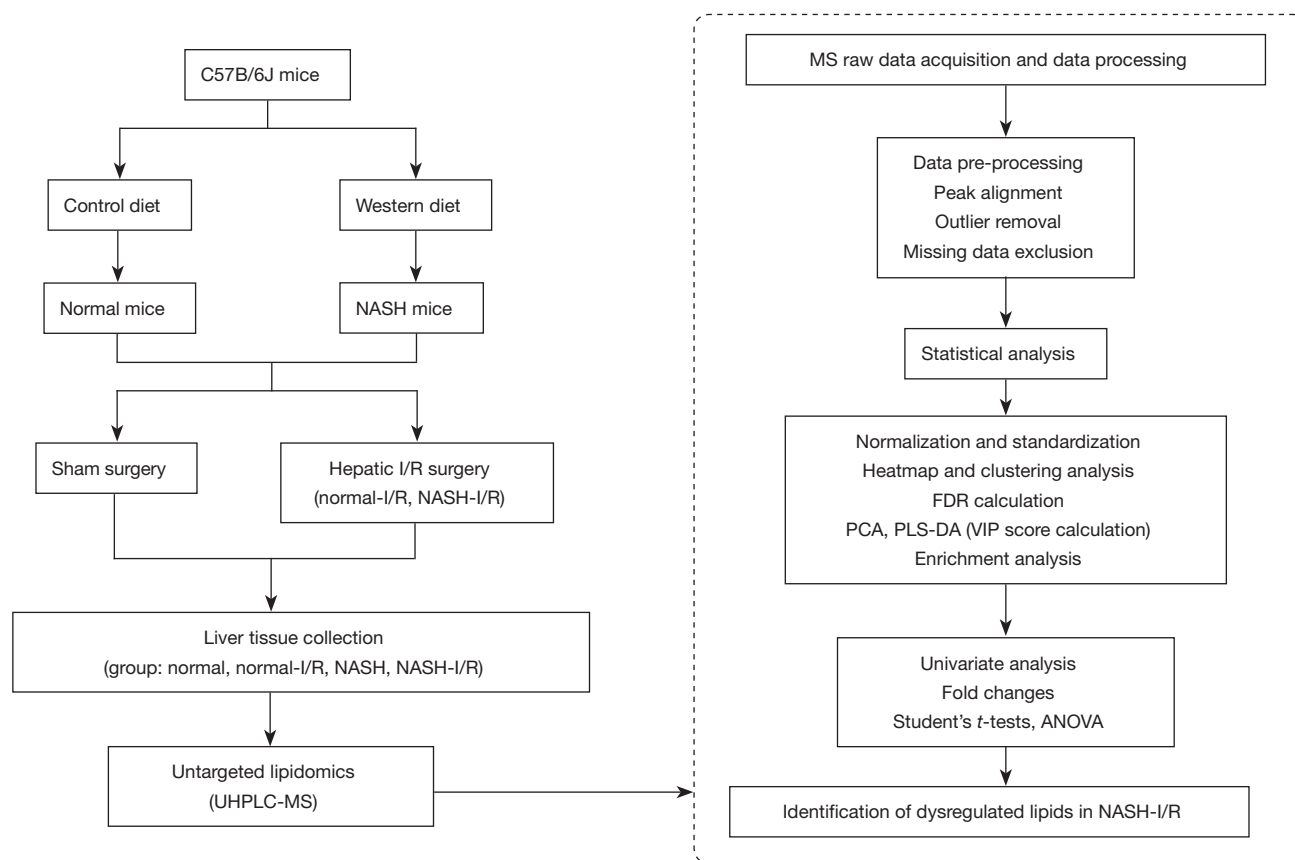 C57B/6J mice
Control diet
Western diet
Normal mice
NASH mice
Sham surgery
Hepatic I/R surgery
(normal-I/R, NASH-I/R)
Liver tissue collection
(group: normal, normal-I/R, NASH, NASH-I/R)
Untargeted lipidomics
(UHPLC-MS)
MS raw data acquisition and data processing
Data pre-processing
Peak alignment
Outlier removal
Missing data exclusion
Statistical analysis
Normalization and standardization
Heatmap and clustering analysis
FDR calculation
PCA, PLS-DA (VIP score calculation)
Enrichment analysis
Univariate analysis
Fold changes
Student’s t-tests, ANOVA
Identification of dysregulated lipids in NASH-I/R